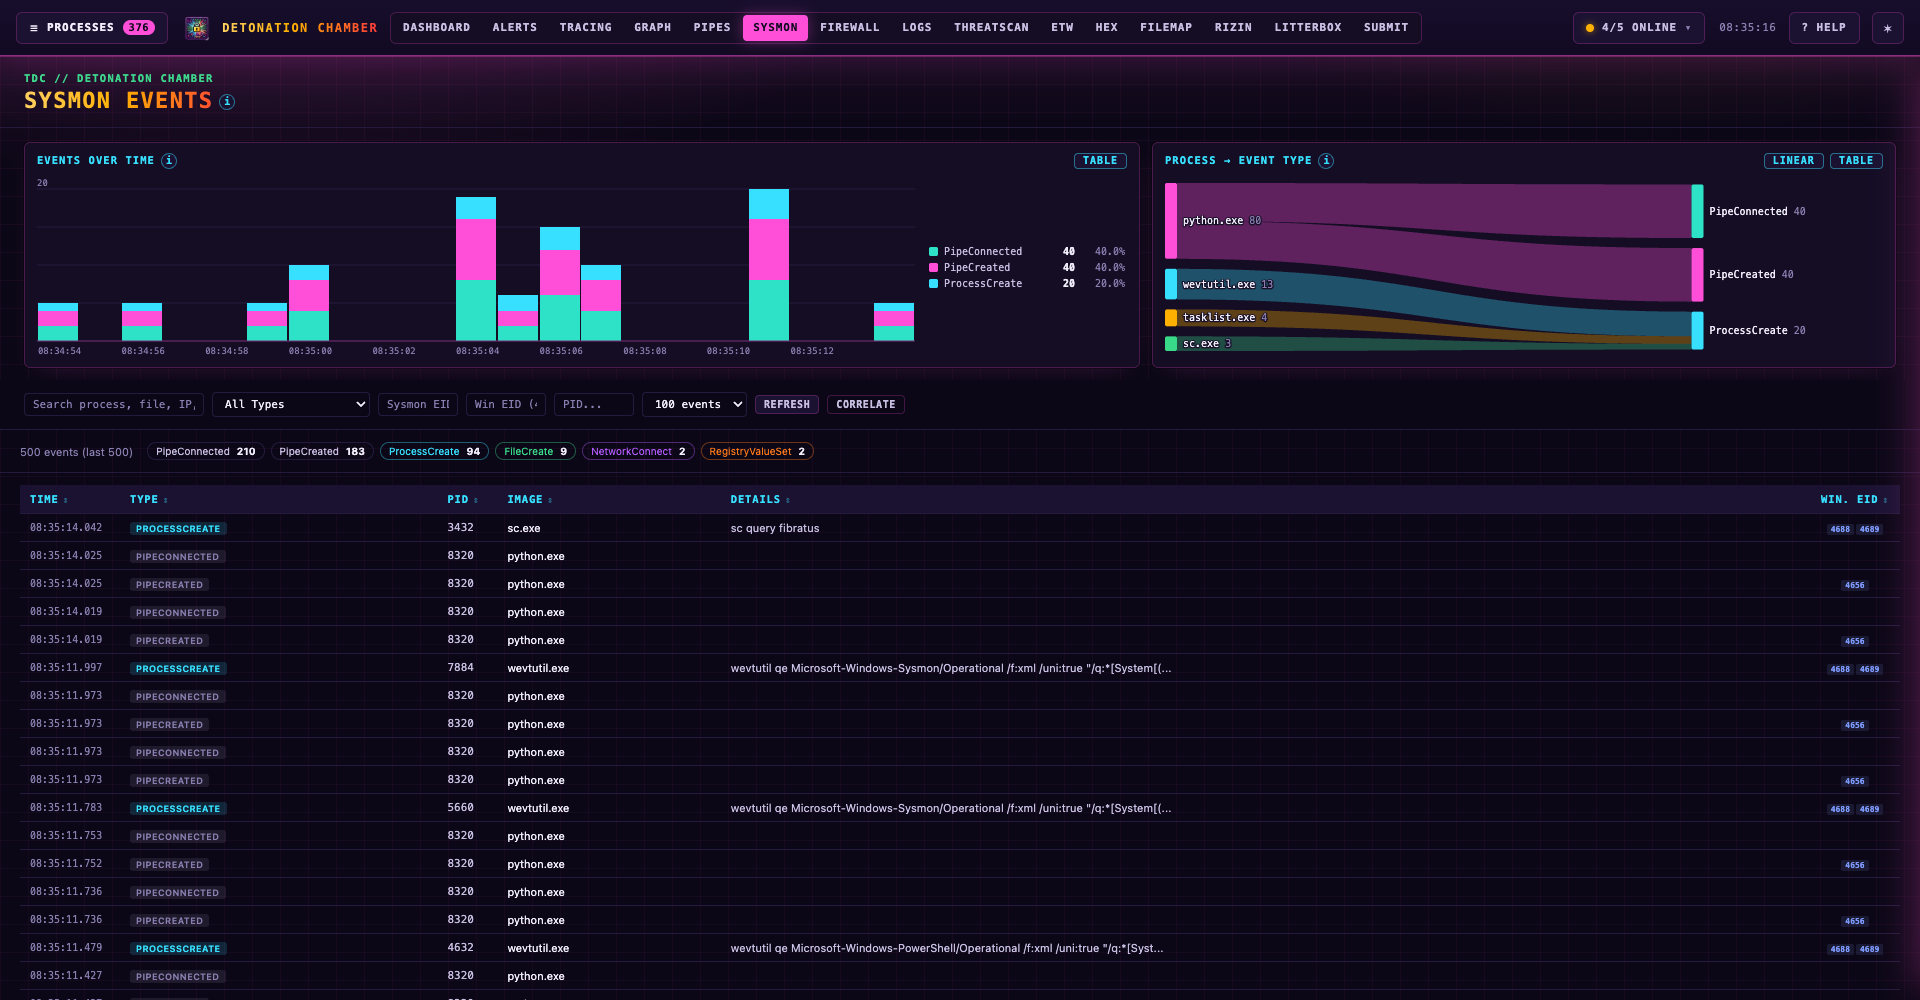 ≡ PROCESSES 376
DETONATION CHAMBER
DASHBOARD ALERTS TRACING GRAPH PIPES SYSMON FIREWALL LOGS THREATSCAN ETW HEX FILEMAP RIZIN LITTERBOX SUBMIT
4/5 ONLINE ▾ 08:35:16 ? HELP
TDC // DETONATION CHAMBER
SYSMON EVENTS i
EVENTS OVER TIME i TABLE
20
PipeConnected 40 40.0%
PipeCreated 40 40.0%
ProcessCreate 20 20.0%
08:34:54 08:34:56 08:34:58 08:35:00 08:35:02 08:35:04 08:35:06 08:35:08 08:35:10 08:35:12
PROCESS → EVENT TYPE i LINEAR TABLE
python.exe 80
wevtutil.exe 13
tasklist.exe 4
sc.exe 3
PipeConnected 40
PipeCreated 40
ProcessCreate 20
Search process, file, IP, All Types Sysmon EI Win EID ( PID... 100 events REFRESH CORRELATE
500 events (last 500) PipeConnected 210 PipeCreated 183 ProcessCreate 94 FileCreate 9 NetworkConnect 2 RegistryValueSet 2
TIME TYPE PID IMAGE DETAILS WIN. EID
08:35:14.042 PROCESSCREATE 3432 sc.exe sc query fibratus 4688 4689
08:35:14.025 PIPECONNECTED 8320 python.exe
08:35:14.025 PIPECREATED 8320 python.exe 4656
08:35:14.019 PIPECONNECTED 8320 python.exe
08:35:14.019 PIPECREATED 8320 python.exe 4656
08:35:11.997 PROCESSCREATE 7884 wevtutil.exe wevtutil qe Microsoft-Windows-Sysmon/Operational /f:xml /uni:true "/q:*[System[(... 4688 4689
08:35:11.973 PIPECONNECTED 8320 python.exe
08:35:11.973 PIPECREATED 8320 python.exe 4656
08:35:11.973 PIPECONNECTED 8320 python.exe
08:35:11.973 PIPECREATED 8320 python.exe 4656
08:35:11.783 PROCESSCREATE 5660 wevtutil.exe wevtutil qe Microsoft-Windows-Sysmon/Operational /f:xml /uni:true "/q:*[System[(... 4688 4689
08:35:11.753 PIPECONNECTED 8320 python.exe
08:35:11.752 PIPECREATED 8320 python.exe 4656
08:35:11.736 PIPECONNECTED 8320 python.exe
08:35:11.736 PIPECREATED 8320 python.exe 4656
08:35:11.479 PROCESSCREATE 4632 wevtutil.exe wevtutil qe Microsoft-Windows-PowerShell/Operational /f:xml /uni:true "/q:*[Syst... 4688 4689
08:35:11.427 PIPECONNECTED 8320 python.exe